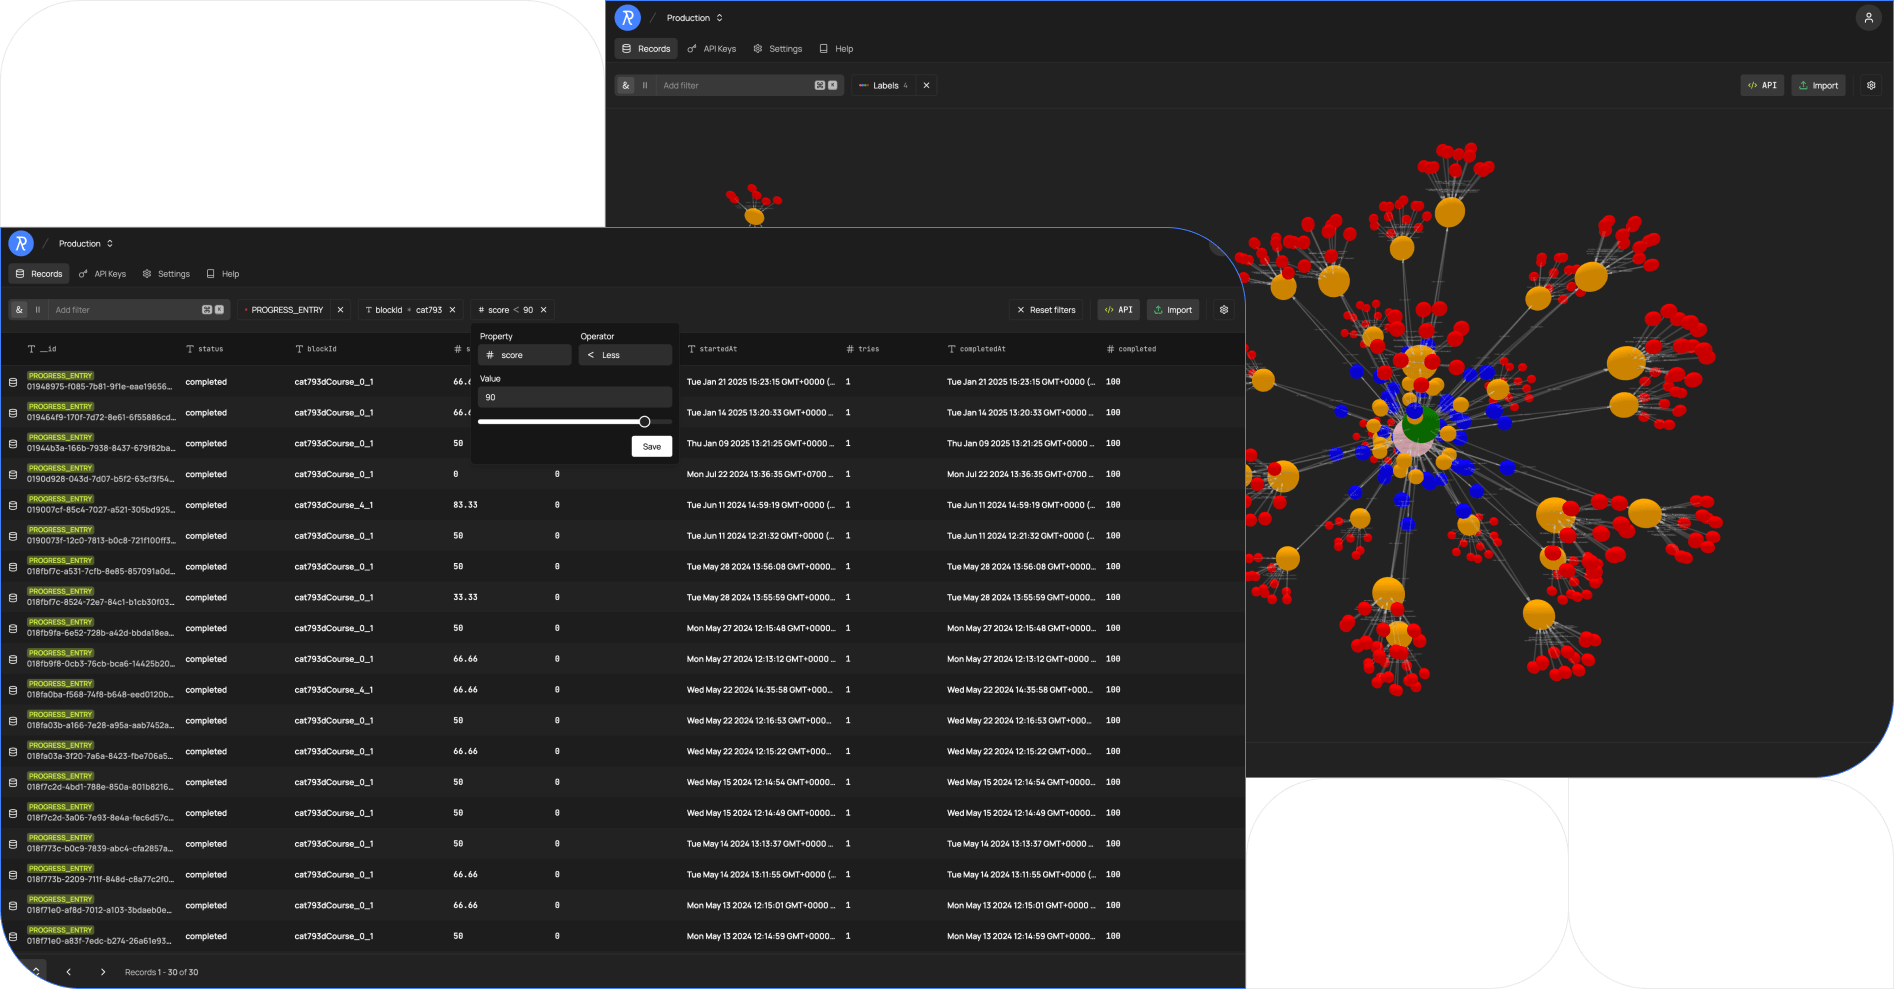 Production
Records API Keys Settings Help
& || Add filter Labels 4 API Import
Production
Records API Keys Settings Help
& || Add filter PROGRESS_ENTRY blockId = cat793 # score < 90 Reset filters API Import
Property Operator
# score < Less
Value
90
Save
__id status blockId # s startedAt # tries completedAt # completed
PROGRESS_ENTRY
01948975-f085-7b81-9f1e-eae19656... completed cat793dCourse_0_1 66.6 Tue Jan 21 2025 15:23:15 GMT+0000 (... 1 Tue Jan 21 2025 15:23:15 GMT+0000 (... 100
PROGRESS_ENTRY
019464f9-170f-7d72-8e61-6f55886cd... completed cat793dCourse_0_1 66.6 Tue Jan 14 2025 13:20:33 GMT+0000 ... 1 Tue Jan 14 2025 13:20:33 GMT+0000 ... 100
PROGRESS_ENTRY
01944b3a-166b-7938-8437-679f82ba... completed cat793dCourse_0_1 50 Thu Jan 09 2025 13:21:25 GMT+0000... 1 Thu Jan 09 2025 13:21:25 GMT+0000... 100
PROGRESS_ENTRY
0190d928-043d-7d07-b5f2-63cf3f54... completed cat793dCourse_0_1 0 0 Mon Jul 22 2024 13:36:35 GMT+0700 ... 1 Mon Jul 22 2024 13:36:35 GMT+0700 ... 100
PROGRESS_ENTRY
019007cf-85c4-7027-a521-305bd925... completed cat793dCourse_4_1 83.33 0 Tue Jun 11 2024 14:59:19 GMT+0000 (... 1 Tue Jun 11 2024 14:59:19 GMT+0000 (... 100
PROGRESS_ENTRY
0190073f-12c0-7813-b0c8-721f100ff3... completed cat793dCourse_0_1 50 0 Tue Jun 11 2024 12:21:32 GMT+0000 (... 1 Tue Jun 11 2024 12:21:32 GMT+0000 (... 100
PROGRESS_ENTRY
018fbf7c-a531-7cfb-8e85-857091a0d... completed cat793dCourse_0_1 50 0 Tue May 28 2024 13:56:08 GMT+000... 1 Tue May 28 2024 13:56:08 GMT+000... 100
PROGRESS_ENTRY
018fbf7c-8524-72e7-84c1-b1cb30f03... completed cat793dCourse_0_1 33.33 0 Tue May 28 2024 13:55:59 GMT+000... 1 Tue May 28 2024 13:55:59 GMT+000... 100
PROGRESS_ENTRY
018fb9fa-6e52-728b-a42d-bbda18ea... completed cat793dCourse_0_1 50 0 Mon May 27 2024 12:15:48 GMT+000... 1 Mon May 27 2024 12:15:48 GMT+000... 100
PROGRESS_ENTRY
018fb9f8-0cb3-76cb-bca6-14425b20... completed cat793dCourse_0_1 66.66 0 Mon May 27 2024 12:13:12 GMT+0000... 1 Mon May 27 2024 12:13:12 GMT+0000... 100
PROGRESS_ENTRY
018fa0ba-f568-74f8-b648-eed0120b... completed cat793dCourse_4_1 66.66 0 Wed May 22 2024 14:35:58 GMT+000... 1 Wed May 22 2024 14:35:58 GMT+000... 100
PROGRESS_ENTRY
018fa03b-a166-7e28-a95a-aab7452a... completed cat793dCourse_0_1 50 0 Wed May 22 2024 12:16:53 GMT+000... 1 Wed May 22 2024 12:16:53 GMT+000... 100
PROGRESS_ENTRY
018fa03a-3f20-7a6a-8423-fbe706a5... completed cat793dCourse_0_1 66.66 0 Wed May 22 2024 12:15:22 GMT+000... 1 Wed May 22 2024 12:15:22 GMT+000... 100
PROGRESS_ENTRY
018f7c2d-4bd1-788e-850a-801b8216... completed cat793dCourse_0_1 50 0 Wed May 15 2024 12:14:54 GMT+000... 1 Wed May 15 2024 12:14:54 GMT+000... 100
PROGRESS_ENTRY
018f7c2d-3a06-7e93-8e4a-fec6d57c... completed cat793dCourse_0_1 50 0 Wed May 15 2024 12:14:49 GMT+000... 1 Wed May 15 2024 12:14:49 GMT+000... 100
PROGRESS_ENTRY
018f773c-b0c9-7839-abc4-cfa2857a... completed cat793dCourse_0_1 50 0 Tue May 14 2024 13:13:37 GMT+0000 ... 1 Tue May 14 2024 13:13:37 GMT+0000 ... 100
PROGRESS_ENTRY
018f773b-2209-711f-848d-c8a77c2f0... completed cat793dCourse_0_1 66.66 0 Tue May 14 2024 13:11:55 GMT+0000 (... 1 Tue May 14 2024 13:11:55 GMT+0000 (... 100
PROGRESS_ENTRY
018f71e0-af8d-7012-a103-3bdaeb0e... completed cat793dCourse_0_1 66.66 0 Mon May 13 2024 12:15:01 GMT+0000 ... 1 Mon May 13 2024 12:15:01 GMT+0000 ... 100
PROGRESS_ENTRY
018f71e0-a83f-7edc-b274-26a61e93... completed cat793dCourse_0_1 50 0 Mon May 13 2024 12:14:59 GMT+0000... 1 Mon May 13 2024 12:14:59 GMT+0000... 100
Records 1 - 30 of 30